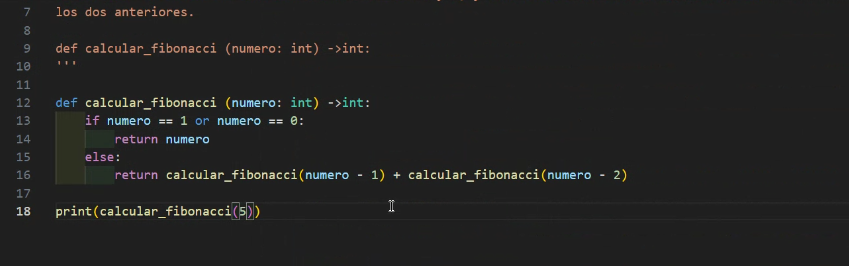 7 los dos anteriores.
8
9 def calcular_fibonacci (numero: int) ->int:
10 '''
11
12 def calcular_fibonacci (numero: int) ->int:
13 if numero == 1 or numero == 0:
14 return numero
15 else:
16 return calcular_fibonacci(numero - 1) + calcular_fibonacci(numero - 2)
17
18 print(calcular_fibonacci(5))